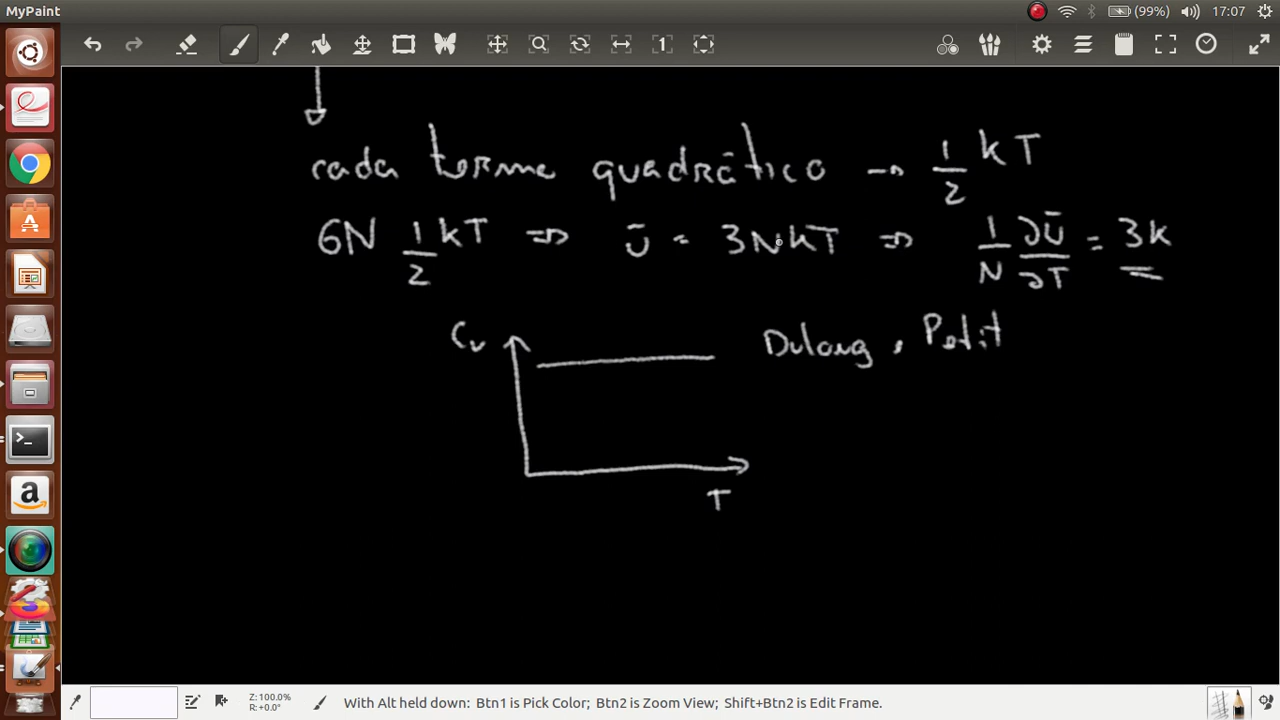 MyPaint (99%) 17:07
cada termo quadrático → 1/2 kT
6N 1/2 kT ⇒ Ū = 3NkT ⇒ 1/N ∂Ū/∂T = 3k
Cv
Dulong, Petit
T
Z:100.0%
R:+0.0°
With Alt held down: Btn1 is Pick Color; Btn2 is Zoom View; Shift+Btn2 is Edit Frame.